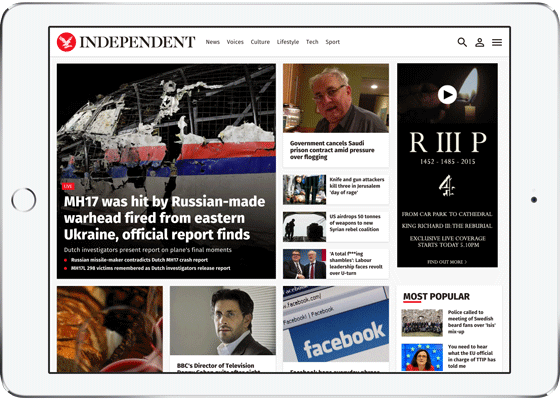 INDEPENDENT
News Voices Culture Lifestyle Tech Sport
LIVE
MH17 was hit by Russian-made
warhead fired from eastern
Ukraine, official report finds
Dutch investigators present report on plane's final moments
Russian missile-maker contradicts Dutch MH17 crash report
MH17L 298 victims remembered as Dutch investigators release report
Government cancels Saudi
prison contract amid pressure
over flogging
Knife and gun attackers
kill three in Jerusalem
'day of rage'
US airdrops 50 tonnes
of weapons to new
Syrian rebel coalition
'A total f***ing
shambles': Labour
leadership faces revolt
over U-turn
R III P
1452 - 1485 - 2015
4
FROM CAR PARK TO CATHEDRAL
KING RICHARD III: THE REBURIAL
EXCLUSIVE LIVE COVERAGE
STARTS TODAY 5.10PM
FIND OUT MORE >
BBC's Director of Television
facebook.com/
Facebook
facebook
MOST POPULAR
Police called to
meeting of Swedish
board fans over 'Isis'
mix-up
You need to hear
what the EU official
in charge of TTIP has
told me